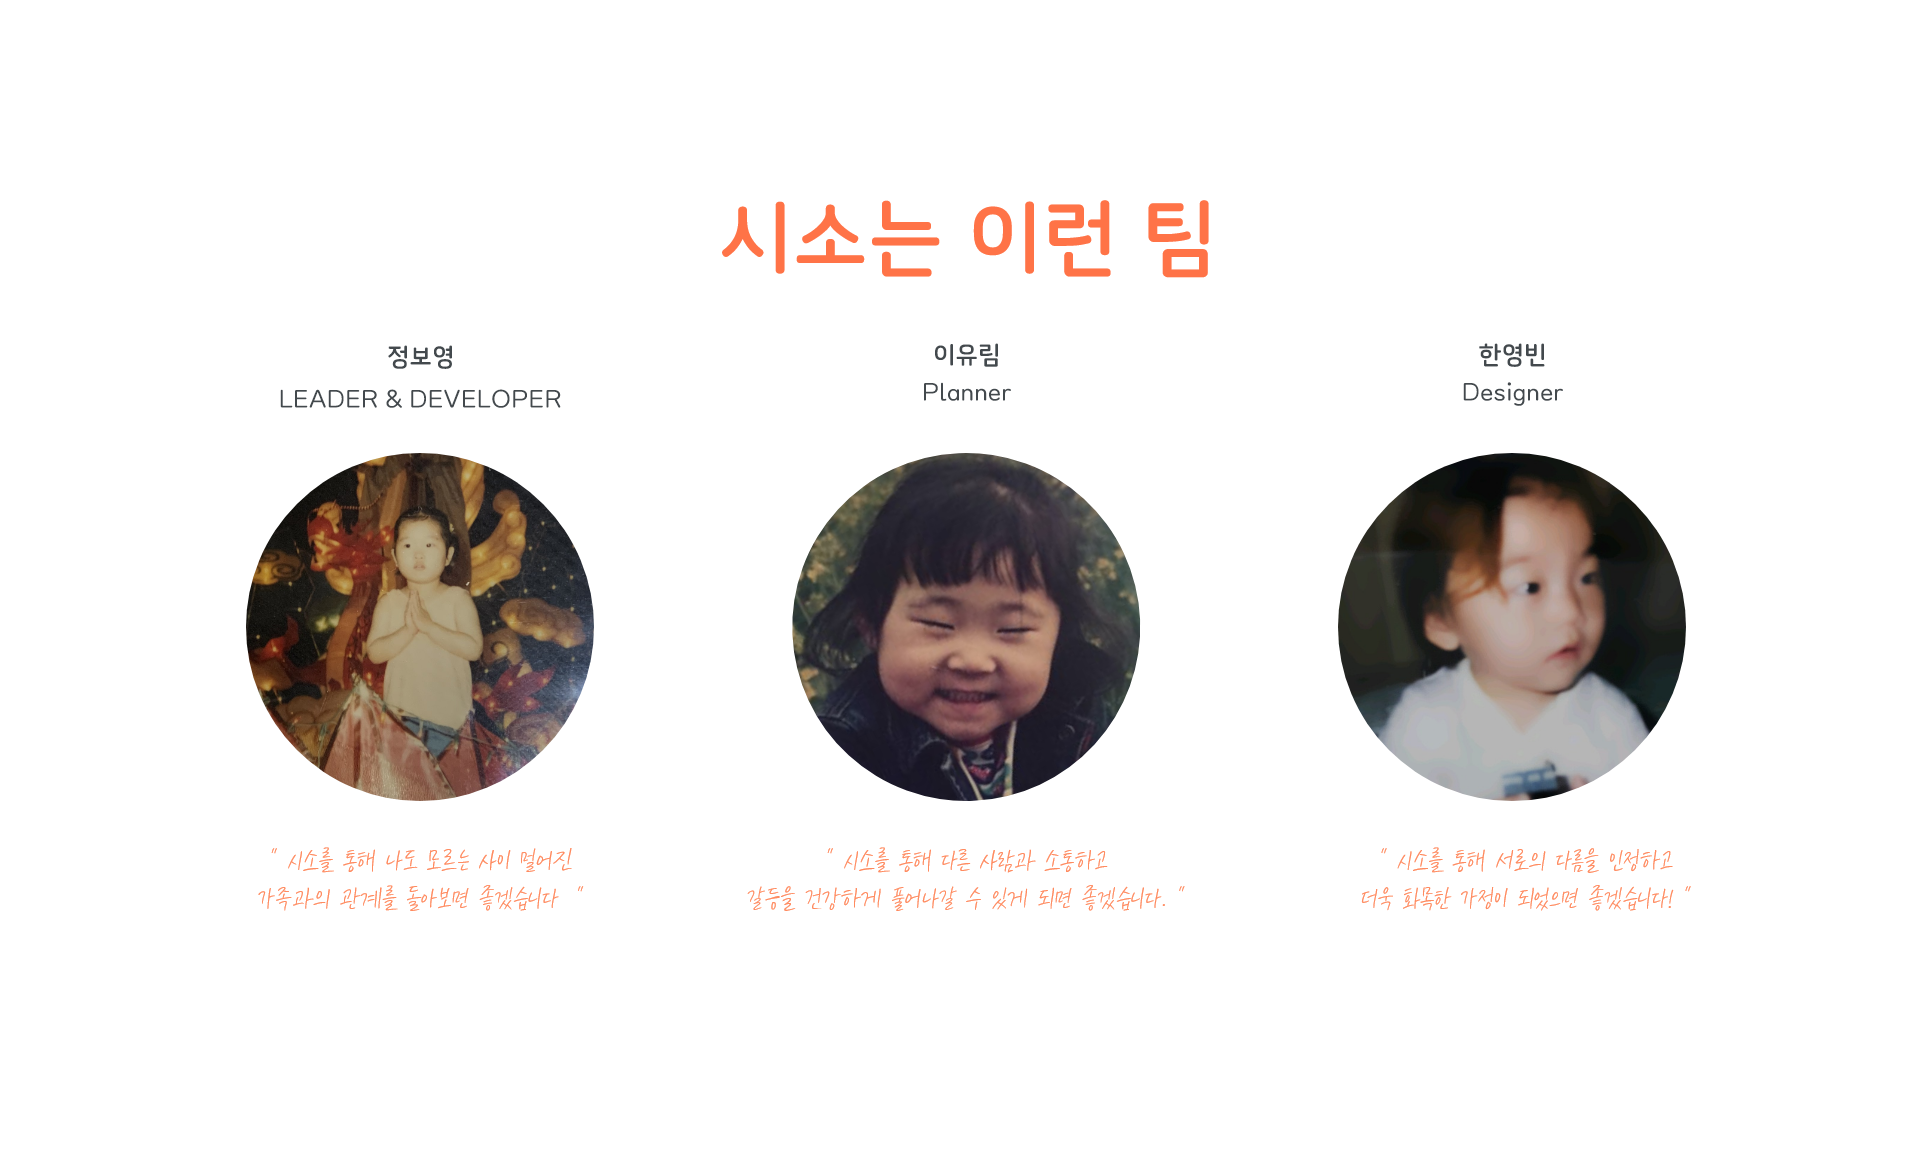 시소는 이런 팀
정보영
LEADER & DEVELOPER
이유림
Planner
한영빈
Designer
" 시소를 통해 나도 모르는 사이 멀어진
가족과의 관계를 돌아보면 좋겠습니다 "
" 시소를 통해 다른 사람과 소통하고
갈등을 건강하게 풀어나갈 수 있게 되면 좋겠습니다. "
" 시소를 통해 서로의 다름을 인정하고
더욱 화목한 가정이 되었으면 좋겠습니다! "